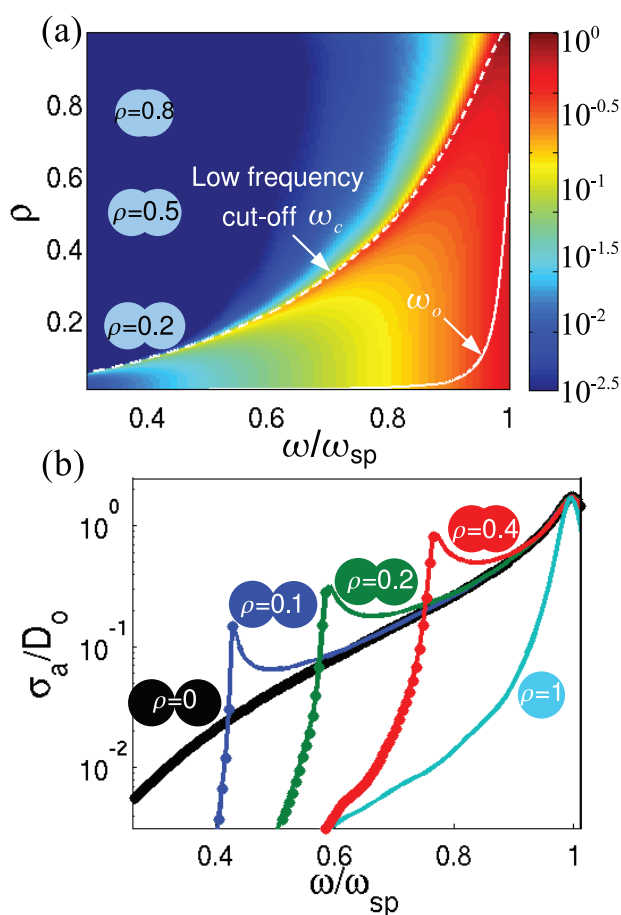 (a)
ρ
0.8
0.6
0.4
0.2
ρ=0.8
ρ=0.5
ρ=0.2
Low frequency
cut-off ω_c
ω_o
0.4 0.6 0.8 1
ω/ω_sp
10^0
10^-0.5
10^-1
10^-1.5
10^-2
10^-2.5
(b)
σ_a/D_o
10^0
10^-1
10^-2
ρ=0.4
ρ=0.2
ρ=0.1
ρ=0
ρ=1
0.4 0.6 0.8 1
ω/ω_sp